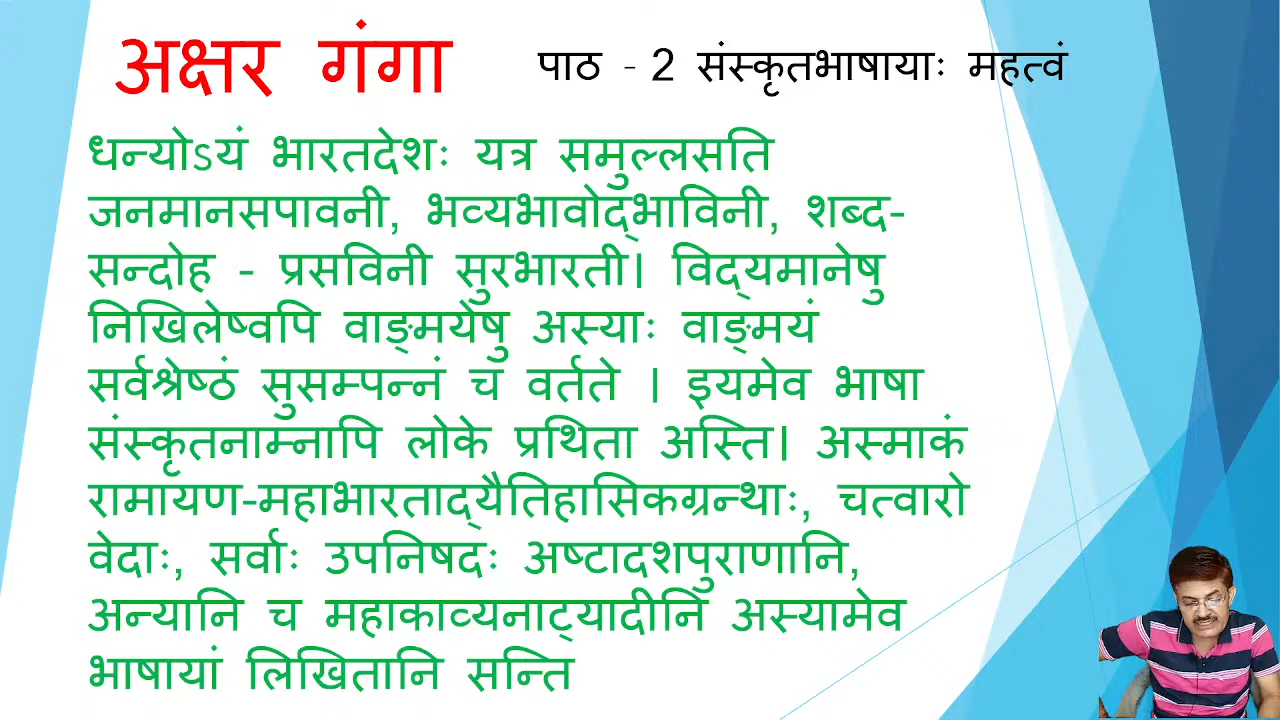 अक्षर गंगा
पाठ - 2 संस्कृतभाषायाः महत्वं
धन्योऽयं भारतदेशः यत्र समुल्लसति
जनमानसपावनी, भव्यभावोद्भाविनी, शब्द-
सन्दोह - प्रसविनी सुरभारती। विद्यमानेषु
निखिलेष्वपि वाङ्मयेषु अस्याः वाङ्मयं
सर्वश्रेष्ठं सुसम्पन्नं च वर्तते । इयमेव भाषा
संस्कृतनाम्नापि लोके प्रथिता अस्ति। अस्माकं
रामायण-महाभारताद्यैतिहासिकग्रन्थाः, चत्वारो
वेदाः, सर्वाः उपनिषदः अष्टादशपुराणानि,
अन्यानि च महाकाव्यनाट्यादीनि अस्यामेव
भाषायां लिखितानि सन्ति